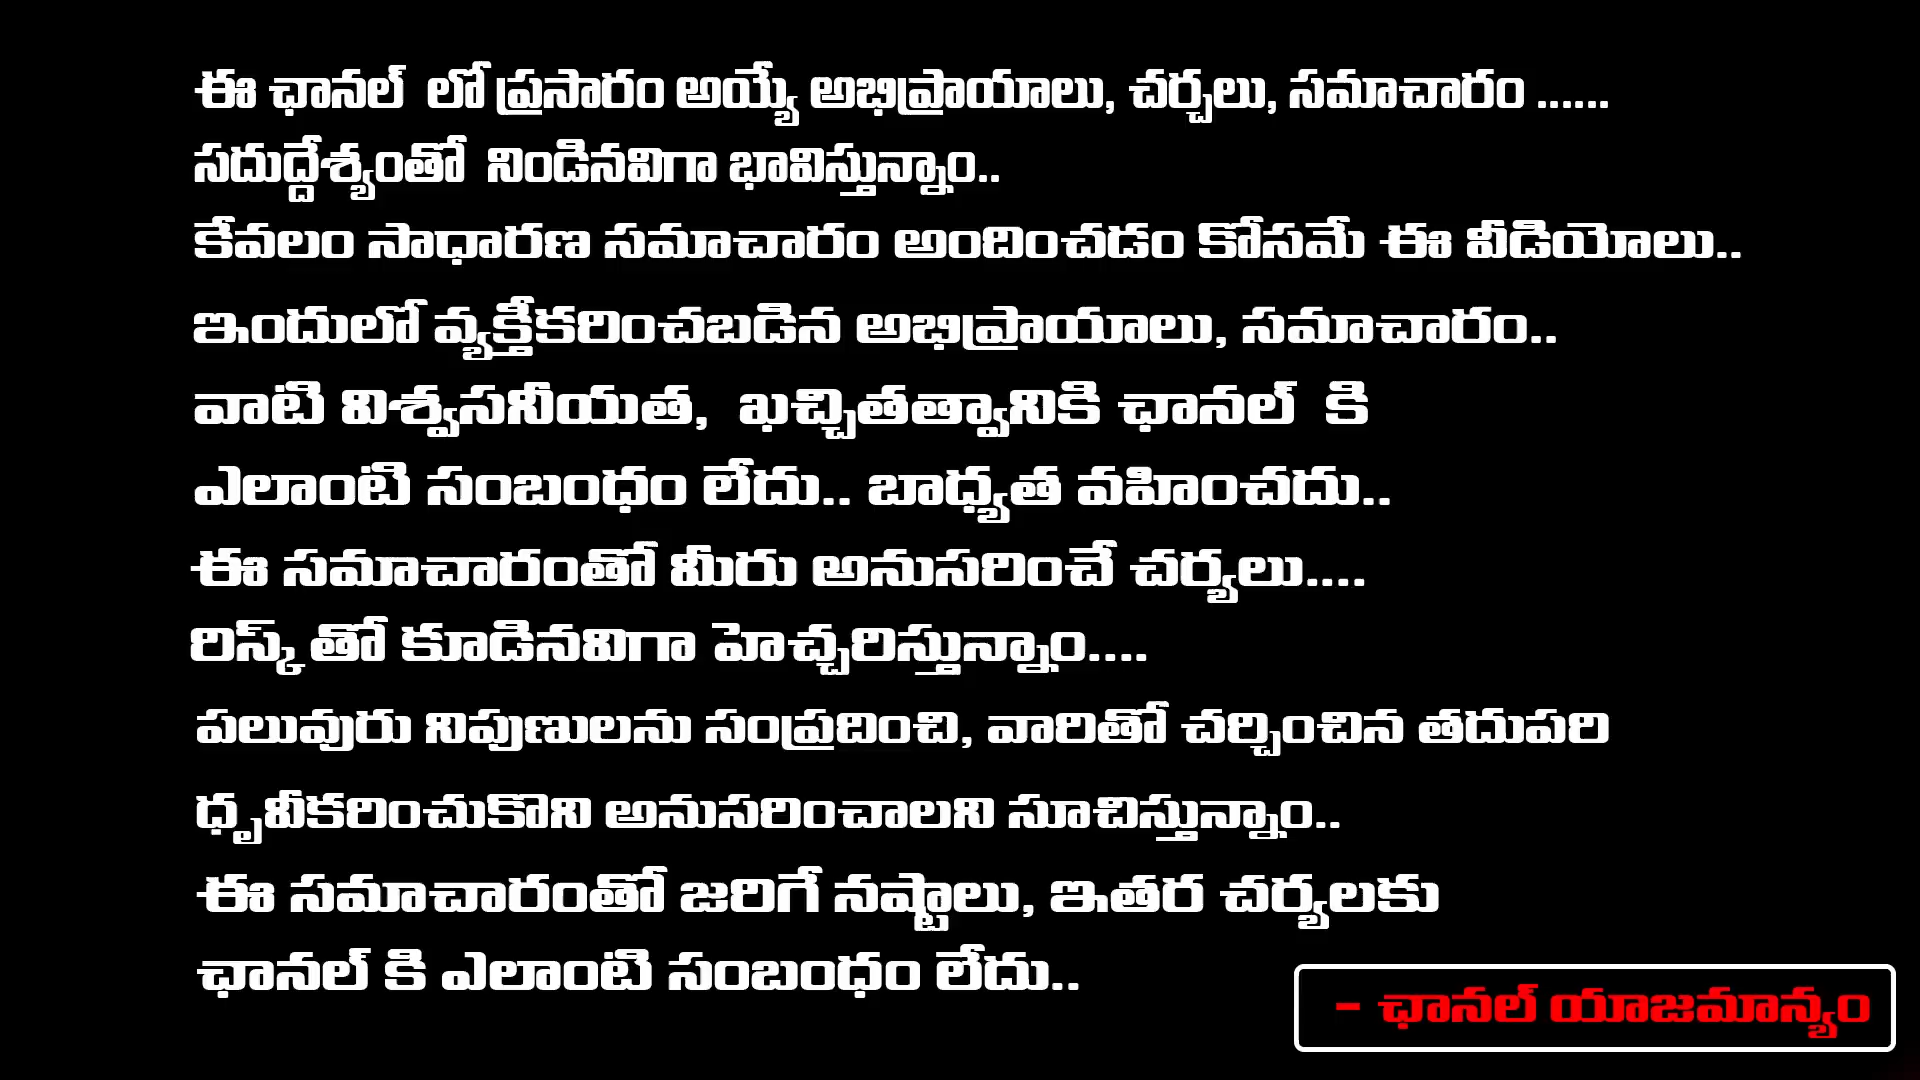 ఈ ఛానల్ లో ప్రసారం అయ్యే అభిప్రాయాలు, చర్చలు, సమాచారం ......
సదుద్దేశ్యంతో నిండినవిగా భావిస్తున్నాం..
కేవలం సాధారణ సమాచారం అందించడం కోసమే ఈ వీడియోలు..
ఇందులో వ్యక్తీకరించబడిన అభిప్రాయాలు, సమాచారం..
వాటి విశ్వసనీయత, ఖచ్చితత్వానికి ఛానల్ కి
ఎలాంటి సంబంధం లేదు.. బాధ్యత వహించదు..
ఈ సమాచారంతో మీరు అనుసరించే చర్యలు....
రిస్క్ తో కూడినవిగా హెచ్చరిస్తున్నాం....
పలువురు నిపుణులను సంప్రదించి, వారితో చర్చించిన తదుపరి
ధృవీకరించుకొని అనుసరించాలని సూచిస్తున్నాం..
ఈ సమాచారంతో జరిగే నష్టాలు, ఇతర చర్యలకు
ఛానల్ కి ఎలాంటి సంబంధం లేదు..
- ఛానల్ యాజమాన్యం